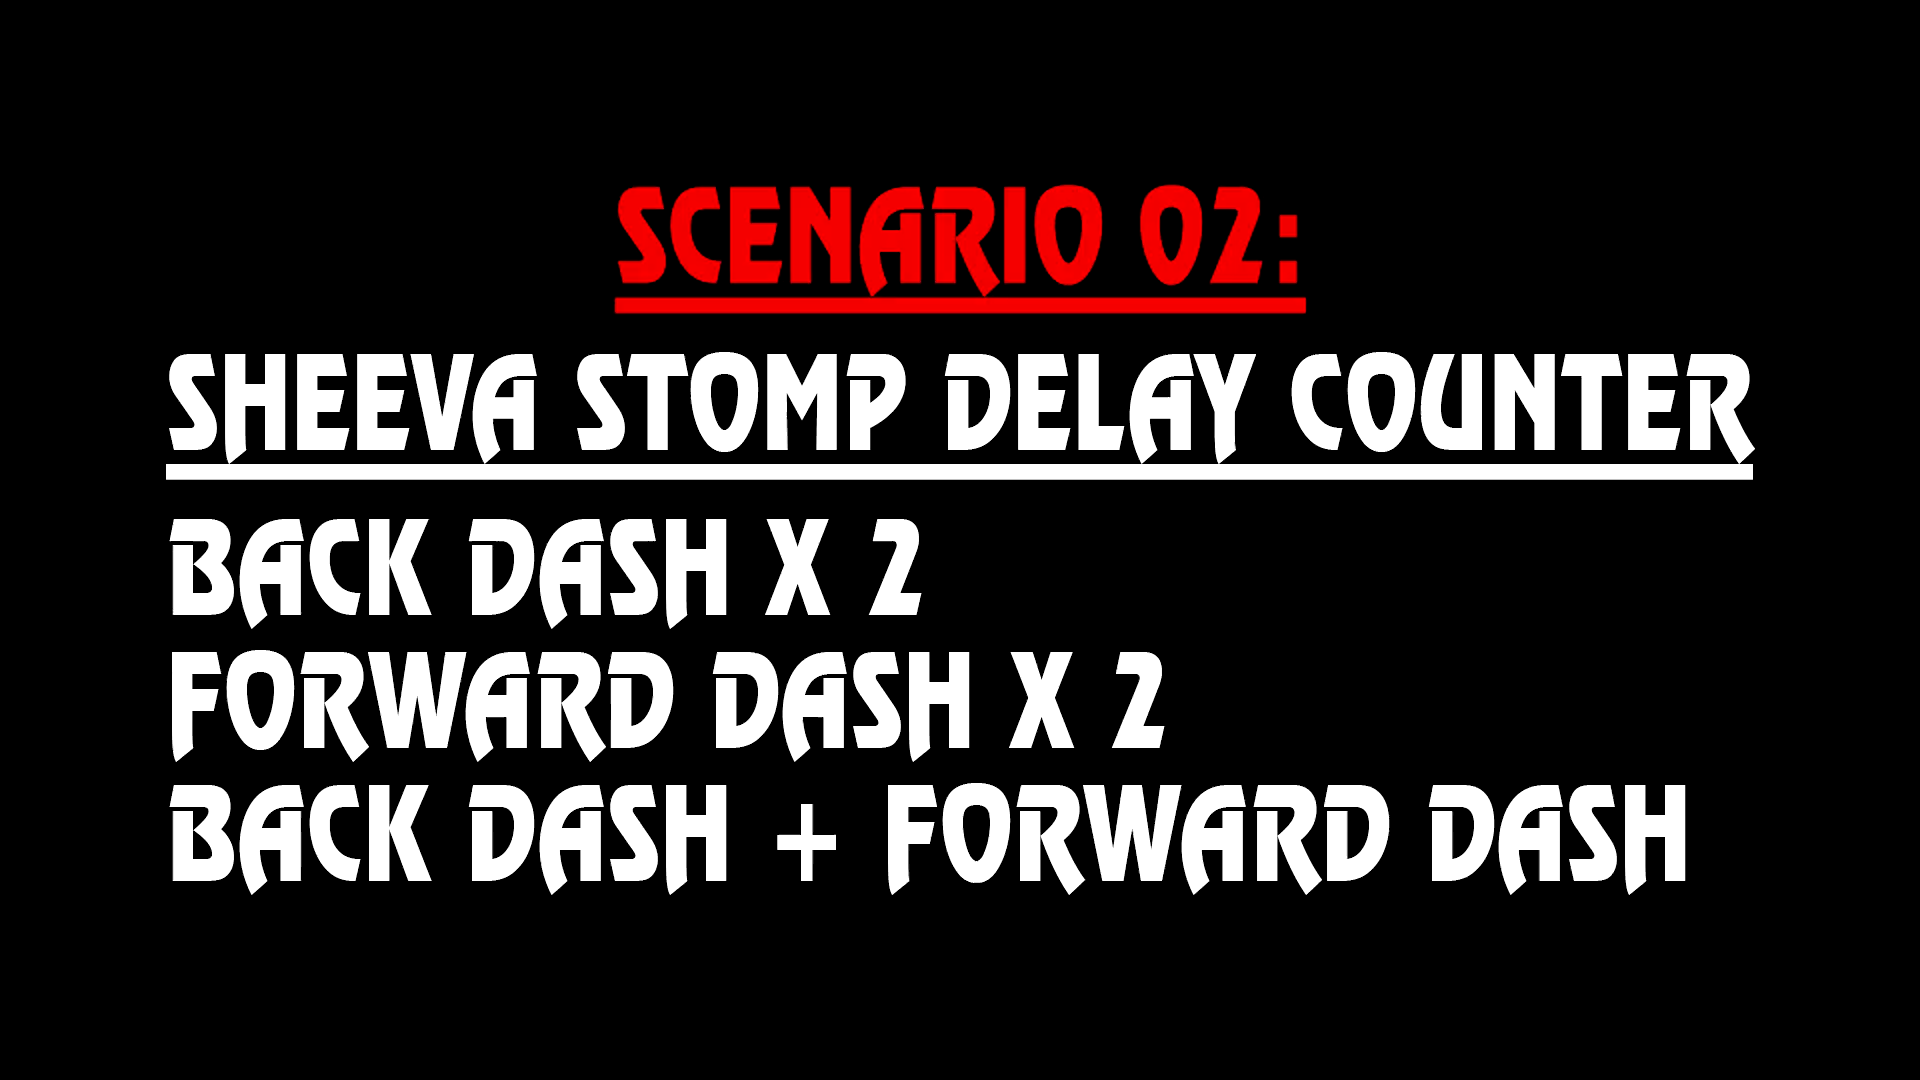 SCENARIO 02:
SHEEVA STOMP DELAY COUNTER
BACK DASH X 2
FORWARD DASH X 2
BACK DASH + FORWARD DASH